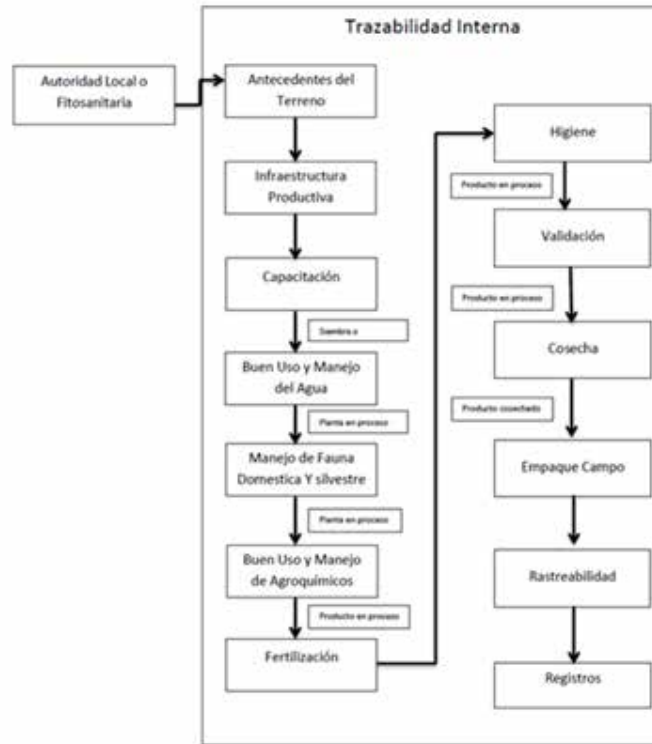 Trazabilidad Interna
Autoridad Local o
Fitosanitaria
Antecedentes del
Terreno
Infraestructura
Productiva
Capacitación
Siembra o
Buen Uso y Manejo
del Agua
Planta en proceso
Manejo de Fauna
Domestica Y silvestre
Planta en proceso
Buen Uso y Manejo
de Agroquímicos
Producto en proceso
Fertilización
Higiene
Producto en proceso
Validación
Producto en proceso
Cosecha
Producto cosechado
Empaque Campo
Rastreabilidad
Registros